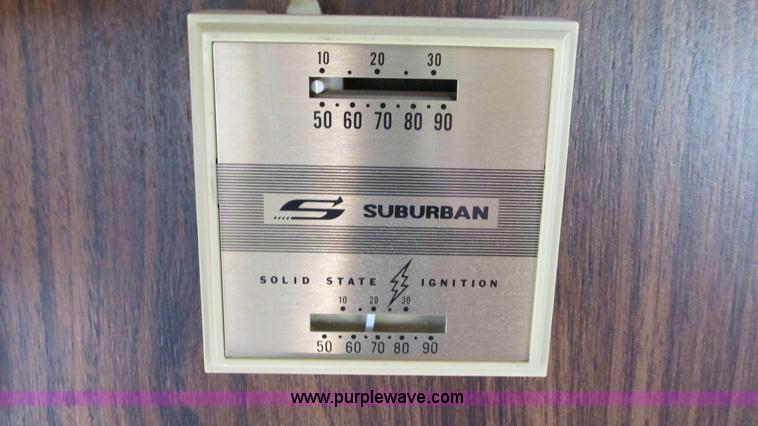 10 20 30
50 60 70 80 90
S SUBURBAN
SOLID STATE IGNITION
10 20 30
50 60 70 80 90
www.purplewave.com